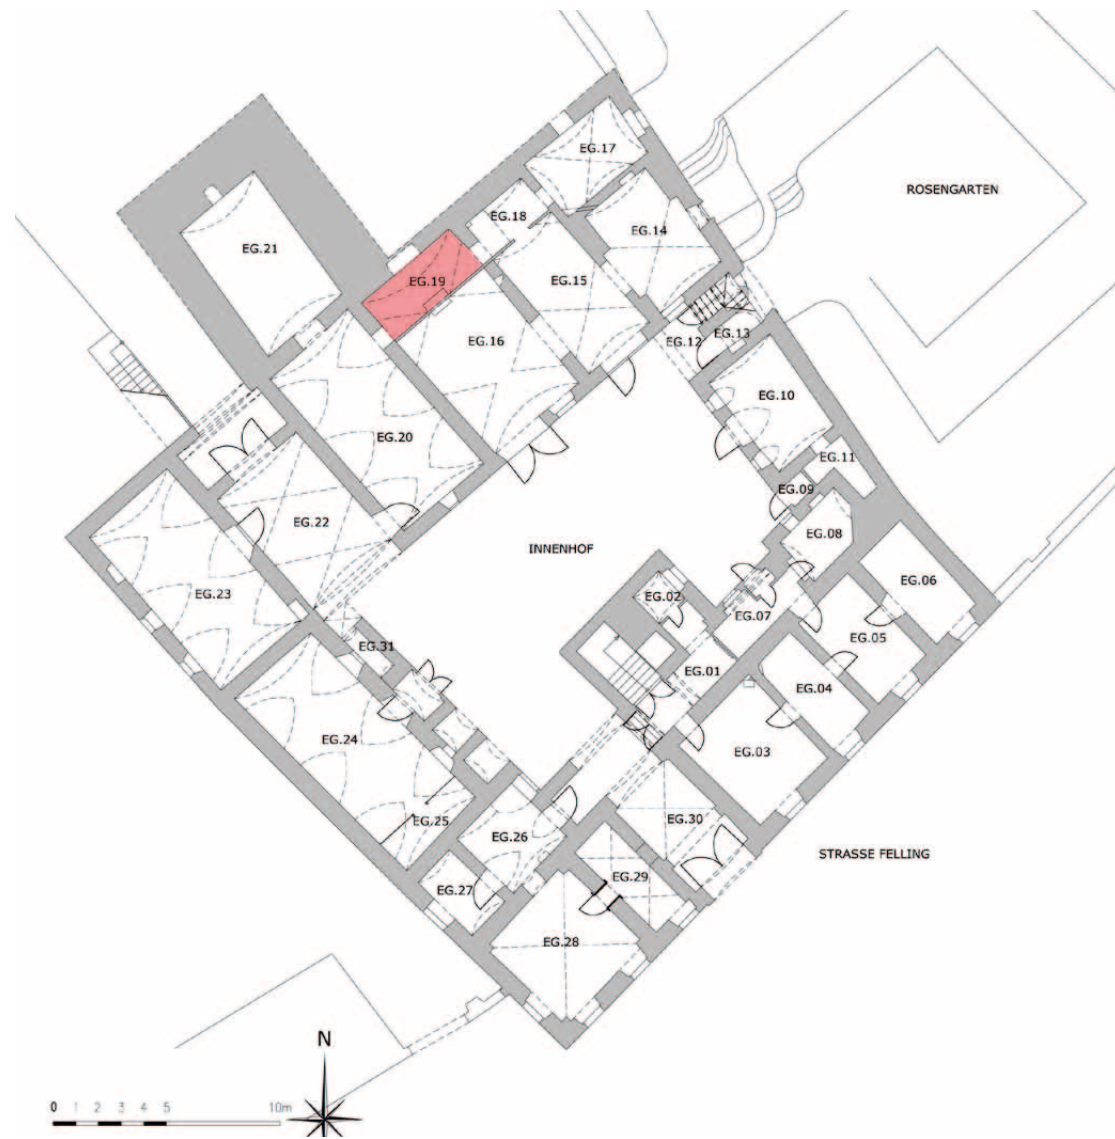 EG.17
ROSENGARTEN
EG.18
EG.14
EG.21
EG.19
EG.15
EG.13
EG.12
EG.16
EG.10
EG.20
EG.11
EG.09
EG.22
EG.08
INNENHOF
EG.06
EG.23
EG.02
EG.07
EG.05
EG.31
EG.01
EG.04
EG.24
EG.03
EG.25
EG.30
EG.26
STRASSE FELLING
EG.29
EG.27
EG.28
N
0 1 2 3 4 5 10m